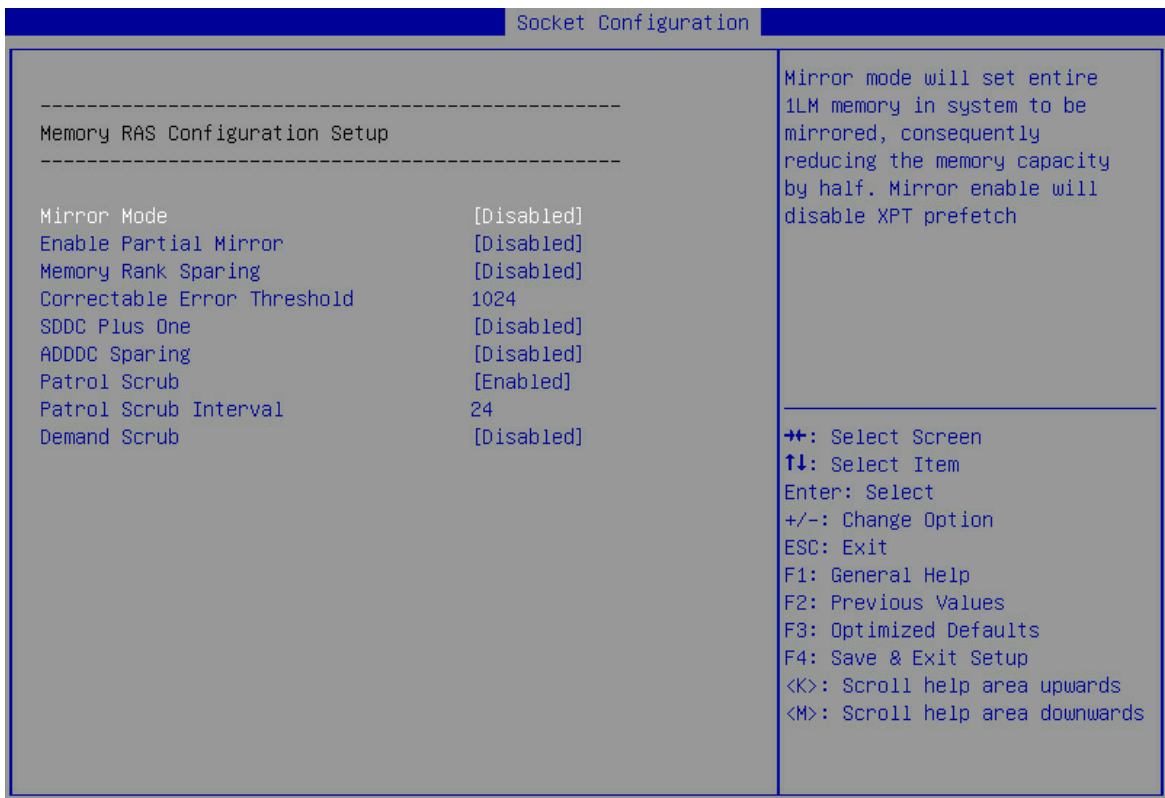 Socket Configuration
--------------------------------------------------
Memory RAS Configuration Setup
--------------------------------------------------
Mirror Mode [Disabled]
Enable Partial Mirror [Disabled]
Memory Rank Sparing [Disabled]
Correctable Error Threshold 1024
SDDC Plus One [Disabled]
ADDDC Sparing [Disabled]
Patrol Scrub [Enabled]
Patrol Scrub Interval 24
Demand Scrub [Disabled]
Mirror mode will set entire
1LM memory in system to be
mirrored, consequently
reducing the memory capacity
by half. Mirror enable will
disable XPT prefetch
→←: Select Screen
↑↓: Select Item
Enter: Select
+/-: Change Option
ESC: Exit
F1: General Help
F2: Previous Values
F3: Optimized Defaults
F4: Save & Exit Setup
<K>: Scroll help area upwards
<M>: Scroll help area downwards